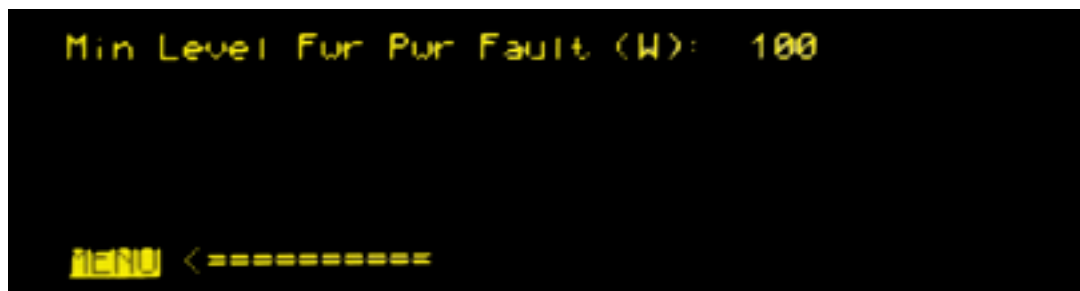 Min Level Fwr Pwr Fault (W): 100
MENU <==========